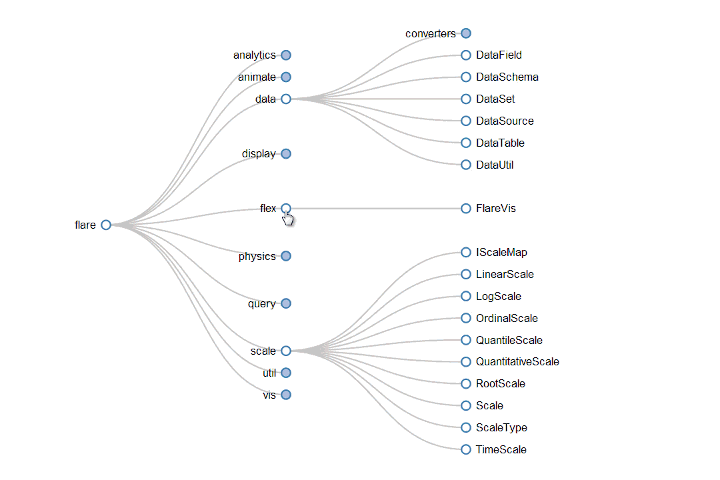 converters
analytics
DataField
animate
DataSchema
data
DataSet
DataSource
DataTable
display
DataUtil
flex
FlareVis
flare
physics
IScaleMap
LinearScale
query
LogScale
OrdinalScale
QuantileScale
scale
QuantitativeScale
util
RootScale
vis
Scale
ScaleType
TimeScale